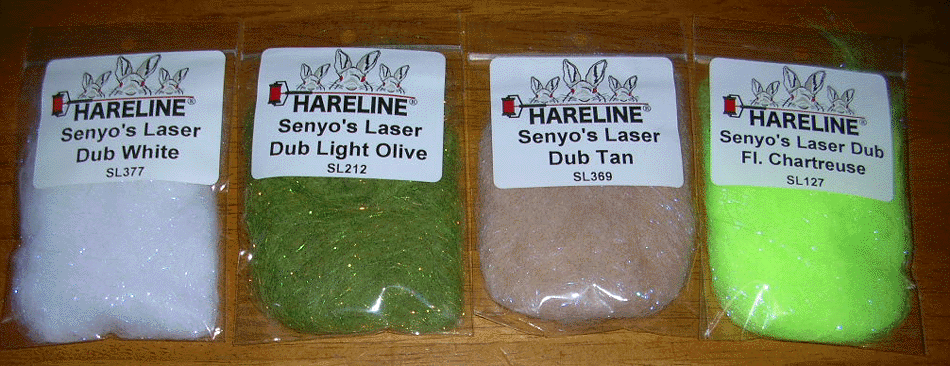 HARELINE®
Senyo's Laser
Dub White
SL377
HARELINE®
Senyo's Laser
Dub Light Olive
SL212
HARELINE®
Senyo's Laser
Dub Tan
SL369
HARELINE®
Senyo's Laser Dub
Fl. Chartreuse
SL127